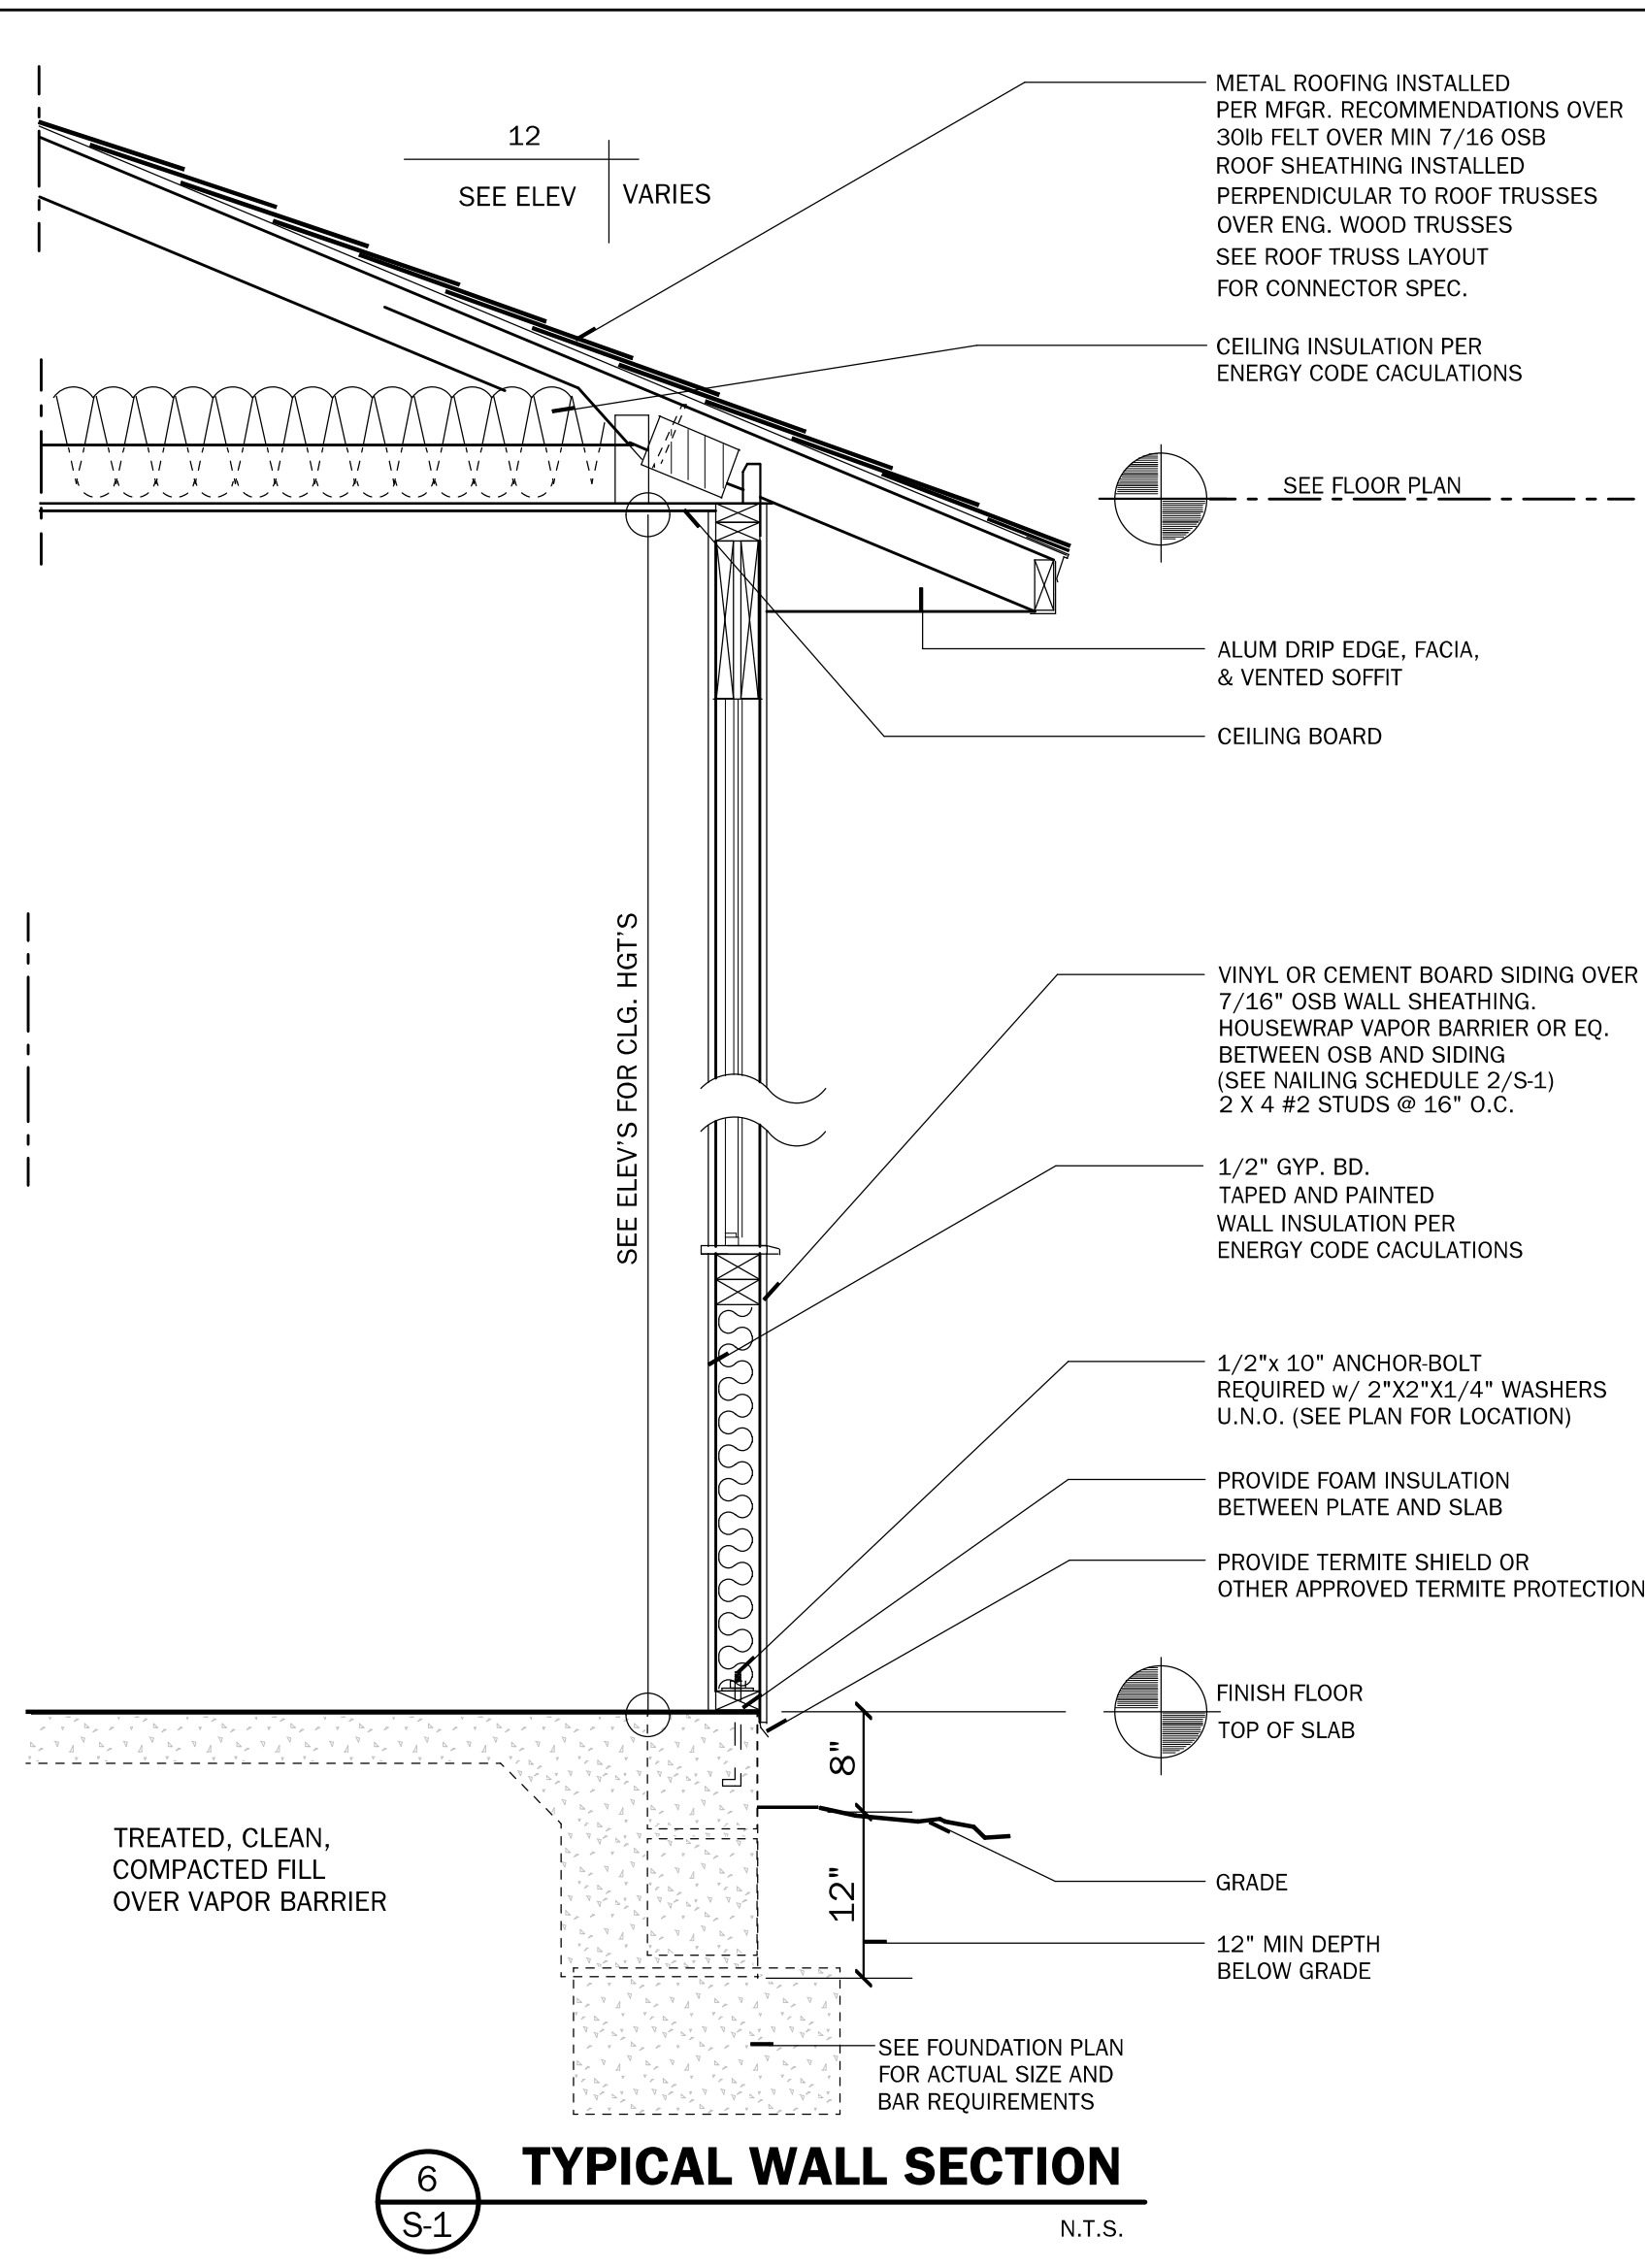 METAL ROOFING INSTALLED
PER MFGR. RECOMMENDATIONS OVER
30lb FELT OVER MIN 7/16 OSB
ROOF SHEATHING INSTALLED
PERPENDICULAR TO ROOF TRUSSES
OVER ENG. WOOD TRUSSES
SEE ROOF TRUSS LAYOUT
FOR CONNECTOR SPEC.
12
SEE ELEV
VARIES
CEILING INSULATION PER
ENERGY CODE CACULATIONS
SEE FLOOR PLAN
ALUM DRIP EDGE, FACIA,
& VENTED SOFFIT
CEILING BOARD
SEE ELEV'S FOR CLG. HGT'S
VINYL OR CEMENT BOARD SIDING OVER
7/16" OSB WALL SHEATHING.
HOUSEWRAP VAPOR BARRIER OR EQ.
BETWEEN OSB AND SIDING
(SEE NAILING SCHEDULE 2/S-1)
2 X 4 #2 STUDS @ 16" O.C.
1/2" GYP. BD.
TAPED AND PAINTED
WALL INSULATION PER
ENERGY CODE CACULATIONS
1/2"x 10" ANCHOR-BOLT
REQUIRED w/ 2"X2"X1/4" WASHERS
U.N.O. (SEE PLAN FOR LOCATION)
PROVIDE FOAM INSULATION
BETWEEN PLATE AND SLAB
PROVIDE TERMITE SHIELD OR
OTHER APPROVED TERMITE PROTECTION
FINISH FLOOR
TOP OF SLAB
8"
12"
TREATED, CLEAN,
COMPACTED FILL
OVER VAPOR BARRIER
GRADE
12" MIN DEPTH
BELOW GRADE
SEE FOUNDATION PLAN
FOR ACTUAL SIZE AND
BAR REQUIREMENTS
6
S-1
TYPICAL WALL SECTION
N.T.S.